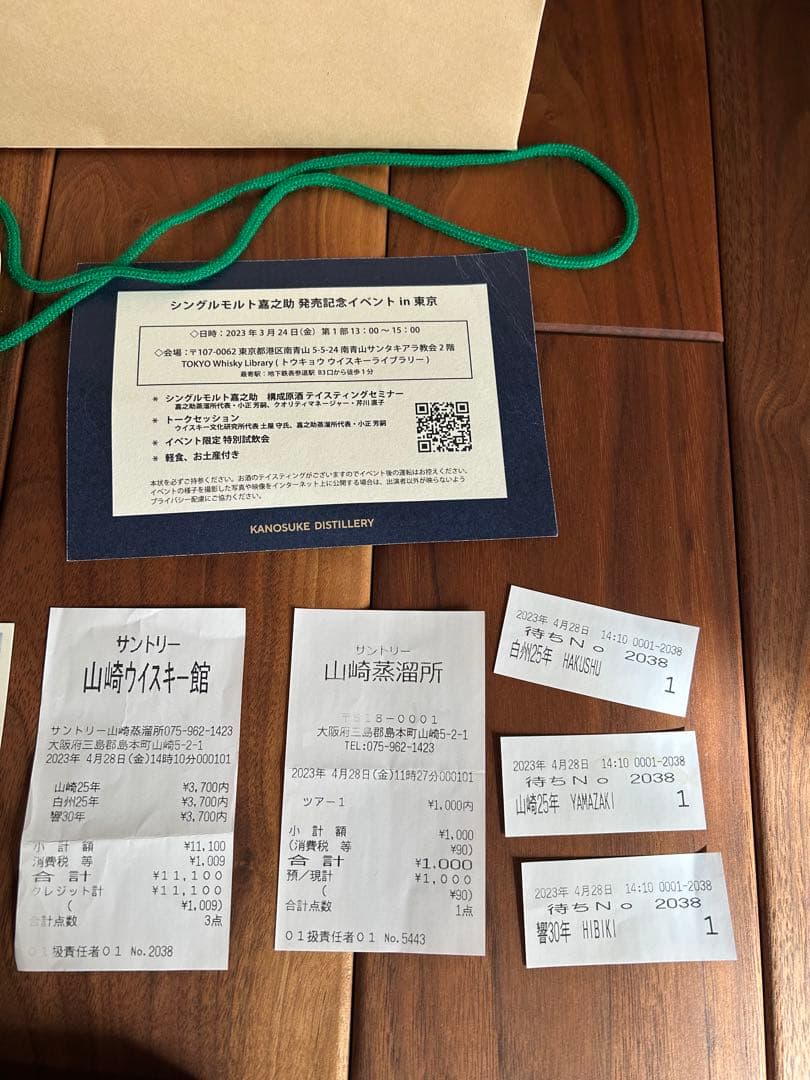 シングルモルト嘉之助 発売記念イベント in 東京
◇日時：2023 年 3 月 24 日(金) 第 1 部 13：00 ～ 15：00
◇会場：〒107-0062 東京都港区南青山 5-5-24 南青山サンタキアラ教会 2 階
TOKYO Whisky Library ( トウキョウ ウイスキーライブラリー )
最寄駅：地下鉄表参道駅 B3 口から徒歩 1 分
* シングルモルト嘉之助 構成原酒 テイスティングセミナー
嘉之助蒸溜所代表・小正 芳嗣、クオリティマネージャー・芹川 直子
* トークセッション
ウイスキー文化研究所代表 土屋 守氏、嘉之助蒸溜所代表・小正 芳嗣
* イベント限定 特別試飲会
* 軽食、お土産付き
本状を必ずご持参ください。お酒のテイスティングがございますのでイベント後の運転はお控えください。
イベントの様子を撮影した写真や映像をインターネット上に公開する場合は、出演者以外が映らないよう
プライバシー配慮にご協力ください。
KANOSUKE DISTILLERY
サントリー
山崎ウイスキー館
サントリー山崎蒸溜所075-962-1423
大阪府三島郡島本町山崎5-2-1
2023年 4月28日(金)14時10分000101
山崎25年 ¥3,700内
白州25年 ¥3,700内
響30年 ¥3,700内
小 計 額 ¥11,100
消費税 等 ¥1,009
合 計 ¥11,100
クレジット計 ¥11,100
( ¥1,009)
合計点数 3点
01扱責任者01 No.2038
サントリー
山崎蒸溜所
〒618-0001
大阪府三島郡島本町山崎5-2-1
TEL:075-962-1423
2023年 4月28日(金)11時27分000101
ツアー1 ¥1,000内
小 計 額 ¥1,000
(消費税 等 ¥90)
合 計 ¥1,000
預/現計 ¥1,000
( ¥90)
合計点数 1点
01扱責任者01 No.5443
2023年 4月28日 14:10 0001-2038
待ちNo 2038
白州25年 HAKUSHU 1
2023年 4月28日 14:10 0001-2038
待ちNo 2038
山崎25年 YAMAZAKI 1
2023年 4月28日 14:10 0001-2038
待ちNo 2038
響30年 HIBIKI 1